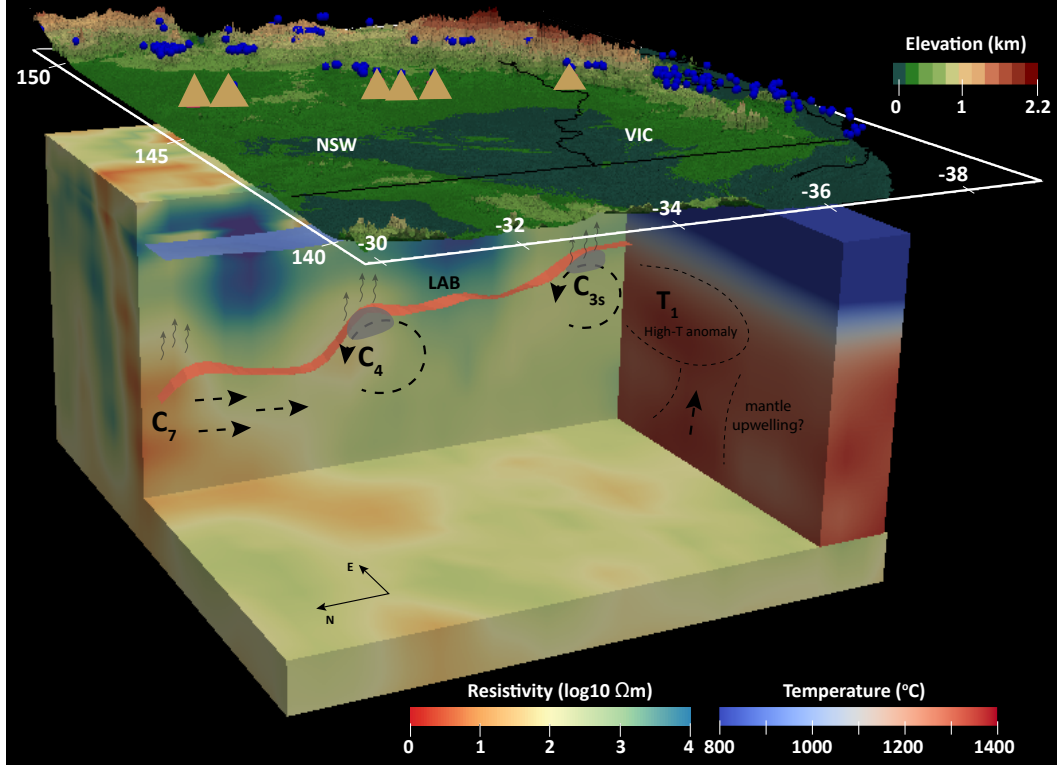 Elevation (km)
0 1 2.2
150
145
140
NSW
VIC
-30
-32
-34
-36
-38
LAB
C3s
T1
High-T anomaly
C4
C7
mantle
upwelling?
E
N
Resistivity (log10 Ωm)
0 1 2 3 4
Temperature (°C)
800 1000 1200 1400